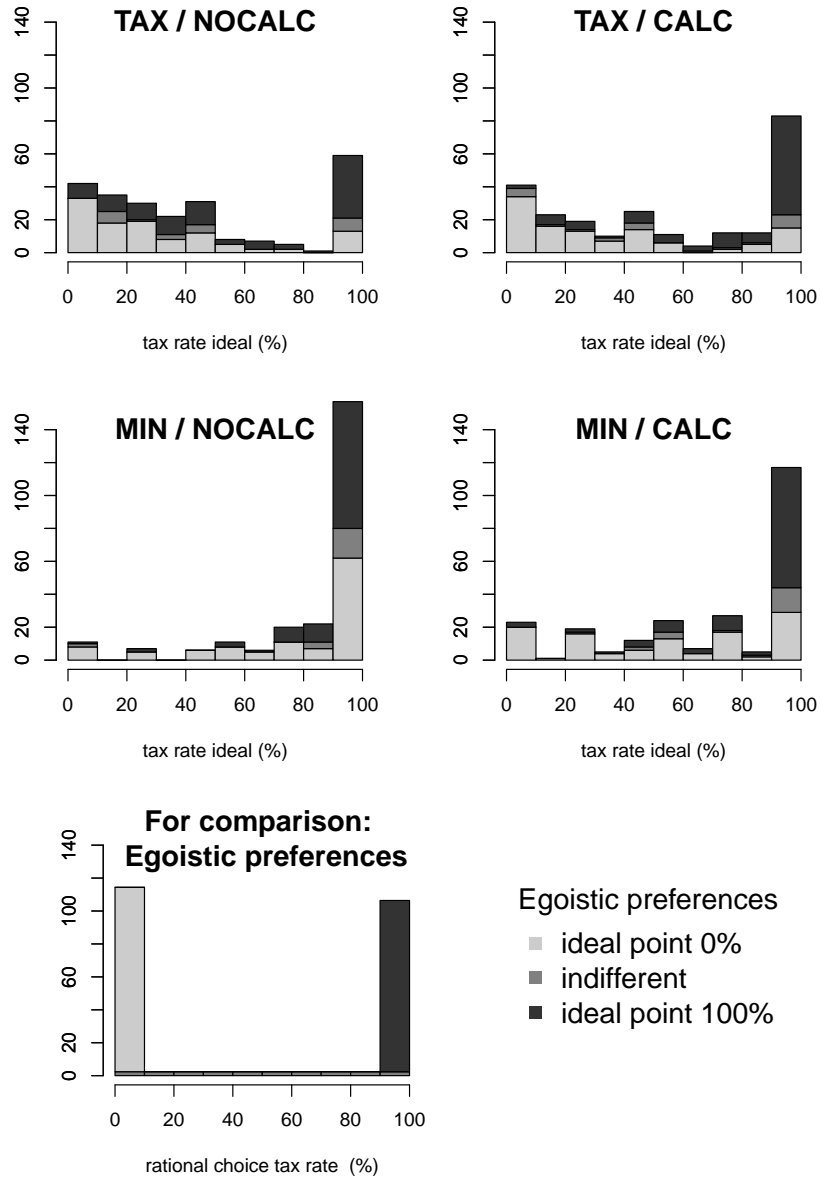 TAX / NOCALC
0 20 60 100 140
0 20 40 60 80 100
tax rate ideal (%)
TAX / CALC
0 20 60 100 140
0 20 40 60 80 100
tax rate ideal (%)
MIN / NOCALC
0 20 60 100 140
0 20 40 60 80 100
tax rate ideal (%)
MIN / CALC
0 20 60 100 140
0 20 40 60 80 100
tax rate ideal (%)
For comparison:
Egoistic preferences
0 20 60 100 140
0 20 40 60 80 100
rational choice tax rate (%)
Egoistic preferences
ideal point 0%
indifferent
ideal point 100%